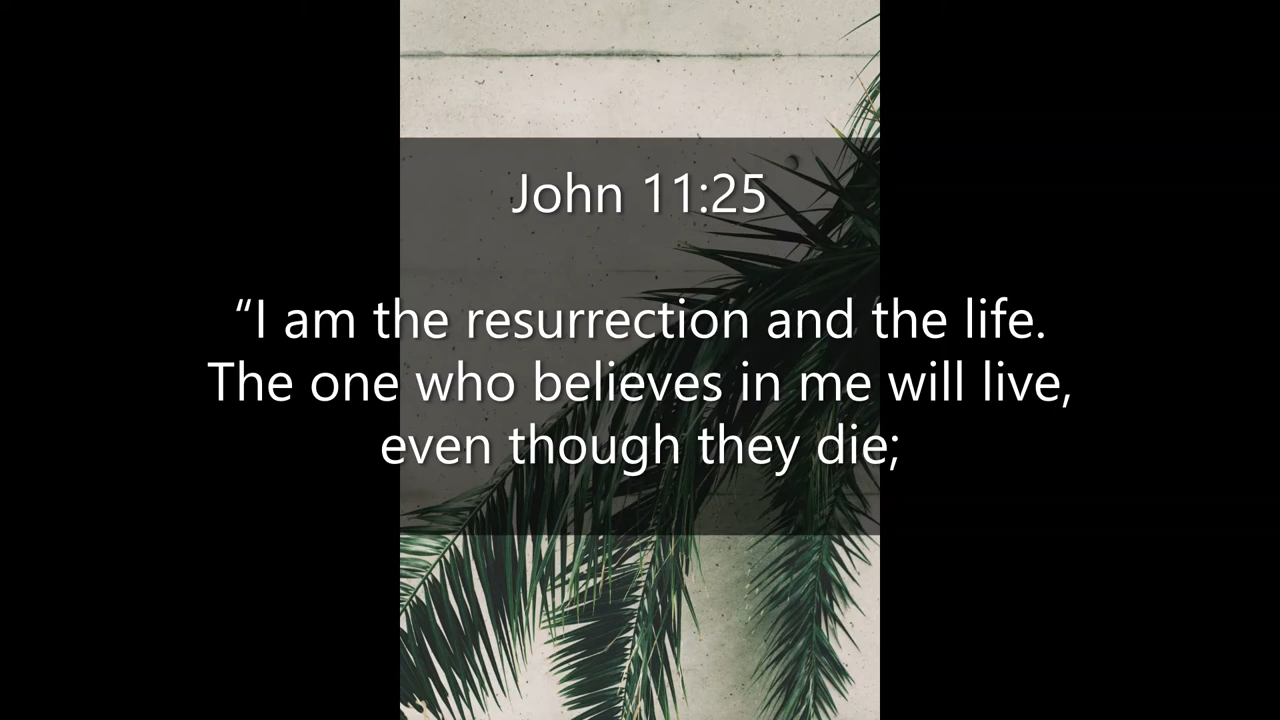 John 11:25
“I am the resurrection and the life.
The one who believes in me will live,
even though they die;